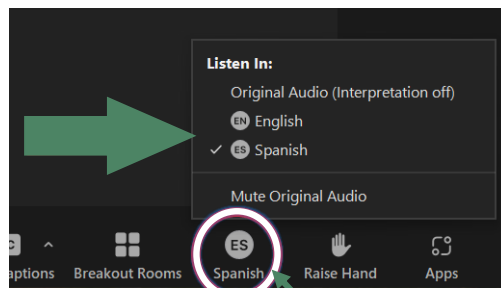 Listen In:
Original Audio (Interpretation off)
EN English
ES Spanish
Mute Original Audio
ES
aptions Breakout Rooms Spanish Raise Hand Apps